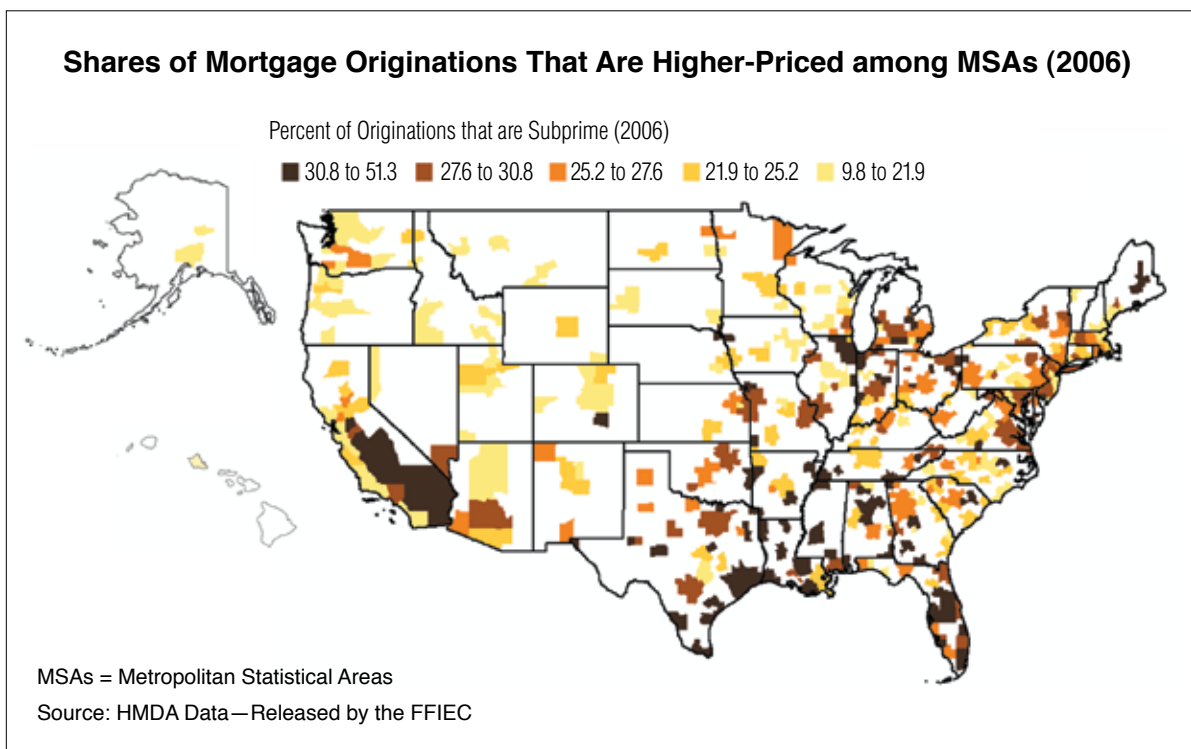 Shares of Mortgage Originations That Are Higher-Priced among MSAs (2006)
Percent of Originations that are Subprime (2006)
30.8 to 51.3 27.6 to 30.8 25.2 to 27.6 21.9 to 25.2 9.8 to 21.9
MSAs = Metropolitan Statistical Areas
Source: HMDA Data—Released by the FFIEC